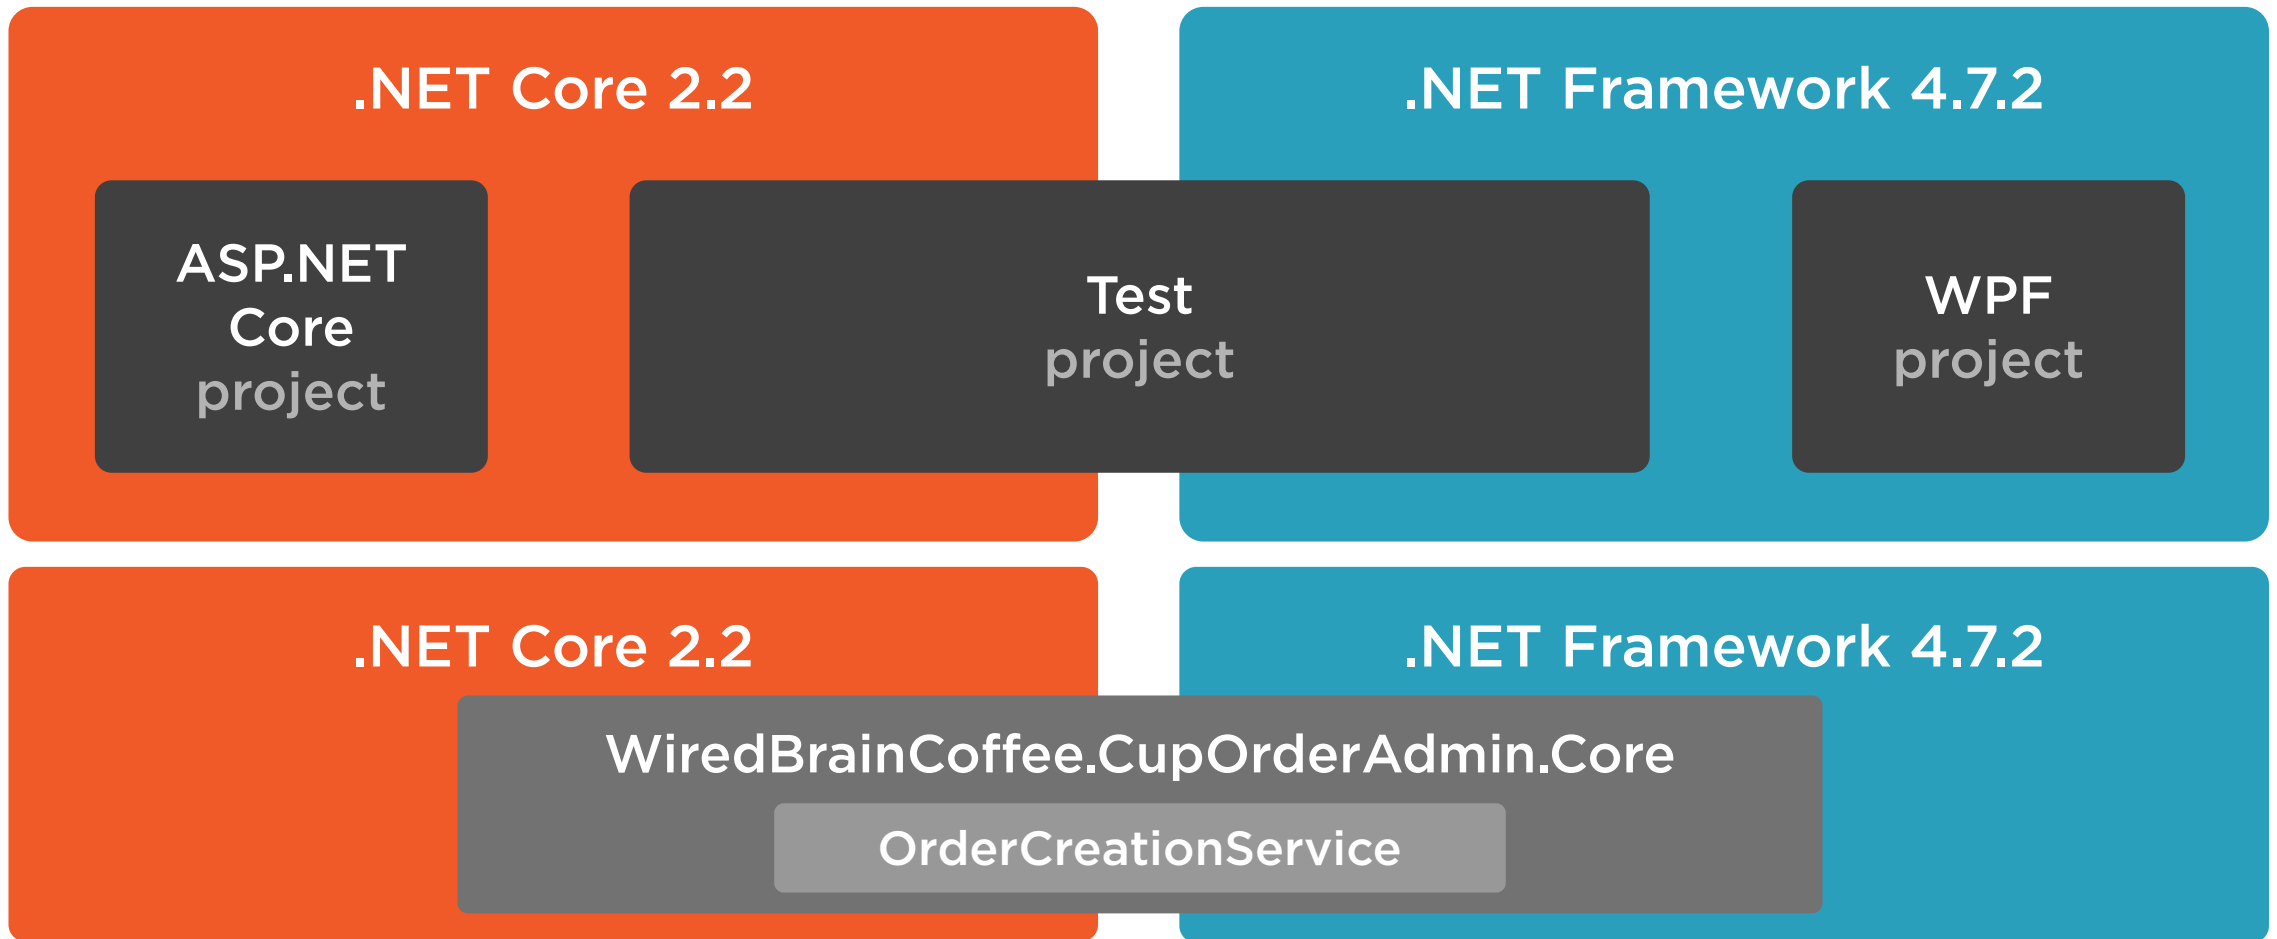 .NET Core 2.2
.NET Framework 4.7.2
ASP.NET
Core
project
Test
project
WPF
project
.NET Core 2.2
.NET Framework 4.7.2
WiredBrainCoffee.CupOrderAdmin.Core
OrderCreationService